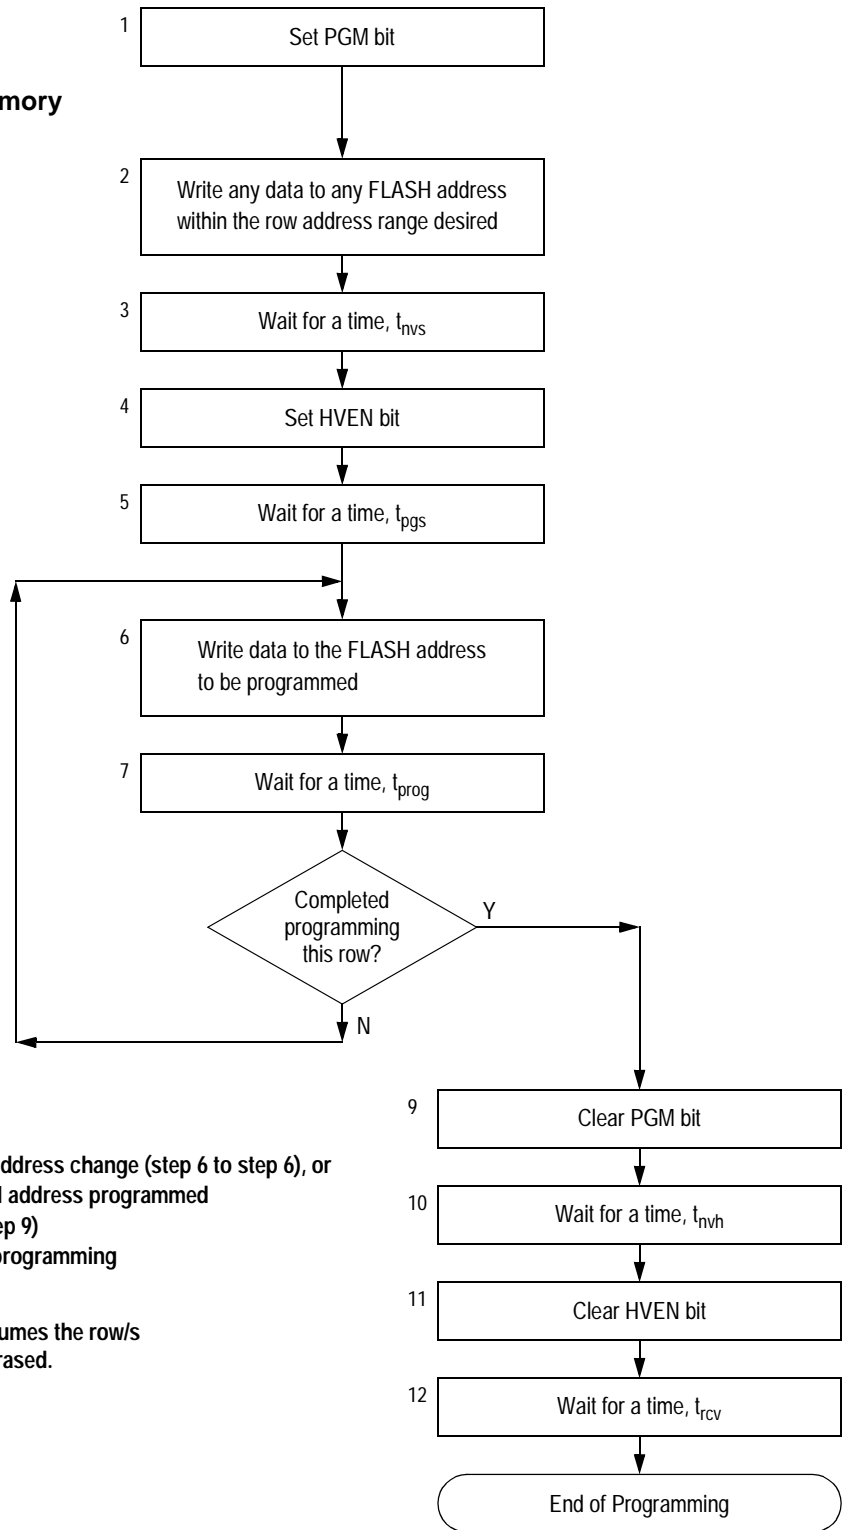 1
Set PGM bit
mory
2
Write any data to any FLASH address
within the row address range desired
3
Wait for a time, tnvs
4
Set HVEN bit
5
Wait for a time, tpgs
6
Write data to the FLASH address
to be programmed
7
Wait for a time, tprog
Completed
programming
this row?
Y
N
9
Clear PGM bit
ddress change (step 6 to step 6), or
address programmed
10
Wait for a time, tnvh
ep 9)
programming
11
Clear HVEN bit
umes the row/s
rased.
12
Wait for a time, trcv
End of Programming